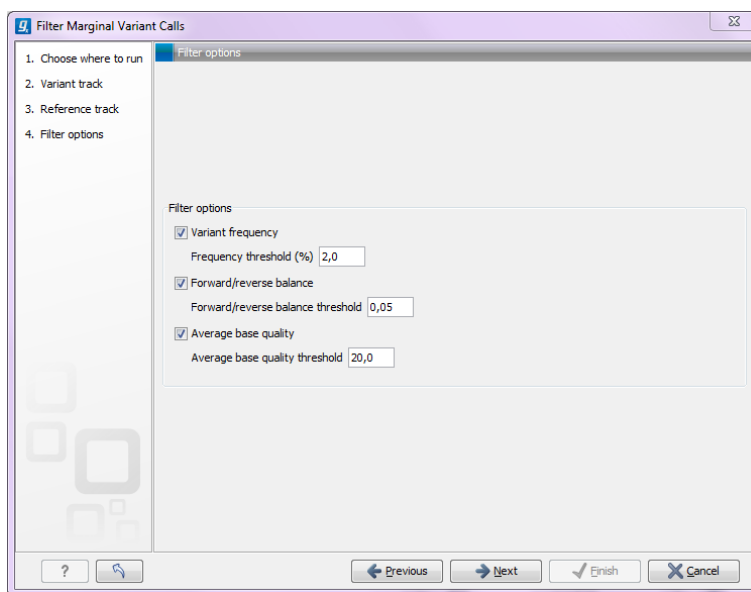 Filter Marginal Variant Calls
1. Choose where to run
2. Variant track
3. Reference track
4. Filter options
Filter options
Filter options
Variant frequency
Frequency threshold (%) 2,0
Forward/reverse balance
Forward/reverse balance threshold 0,05
Average base quality
Average base quality threshold 20,0
? Previous Next Finish Cancel